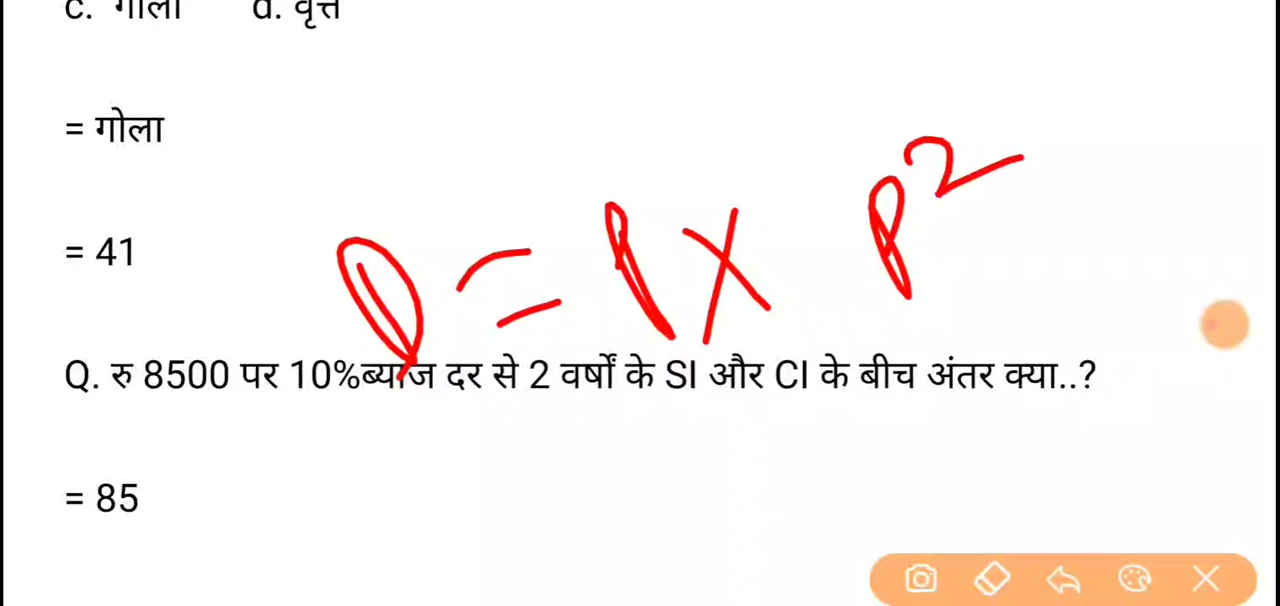 c. गोला d. वृत्त
= गोला
= 41
D = P X P²
Q. रु 8500 पर 10%ब्याज दर से 2 वर्षों के SI और CI के बीच अंतर क्या..?
= 85